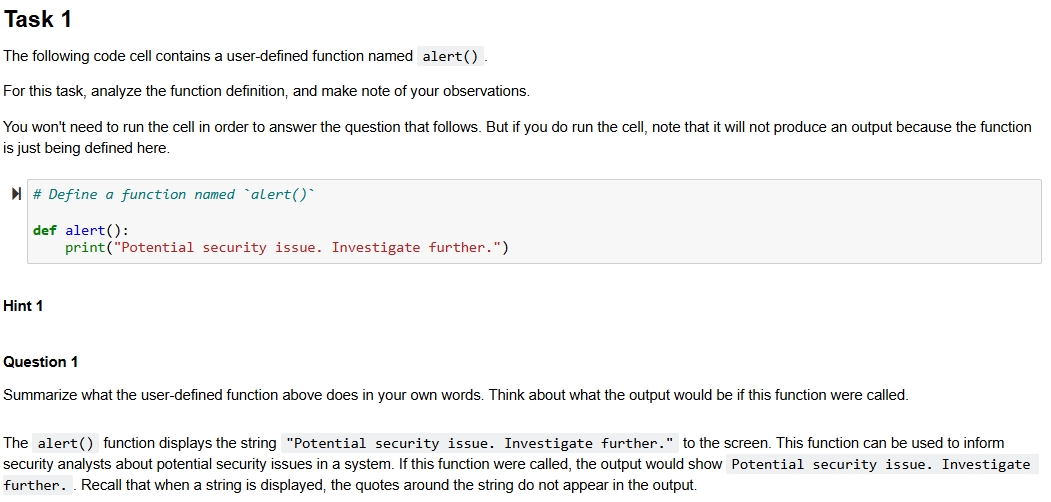 Task 1
The following code cell contains a user-defined function named alert() .
For this task, analyze the function definition, and make note of your observations.
You won't need to run the cell in order to answer the question that follows. But if you do run the cell, note that it will not produce an output because the function
is just being defined here.
# Define a function named `alert()`
def alert():
    print("Potential security issue. Investigate further.")
Hint 1
Question 1
Summarize what the user-defined function above does in your own words. Think about what the output would be if this function were called.
The alert() function displays the string "Potential security issue. Investigate further." to the screen. This function can be used to inform
security analysts about potential security issues in a system. If this function were called, the output would show Potential security issue. Investigate
further. . Recall that when a string is displayed, the quotes around the string do not appear in the output.